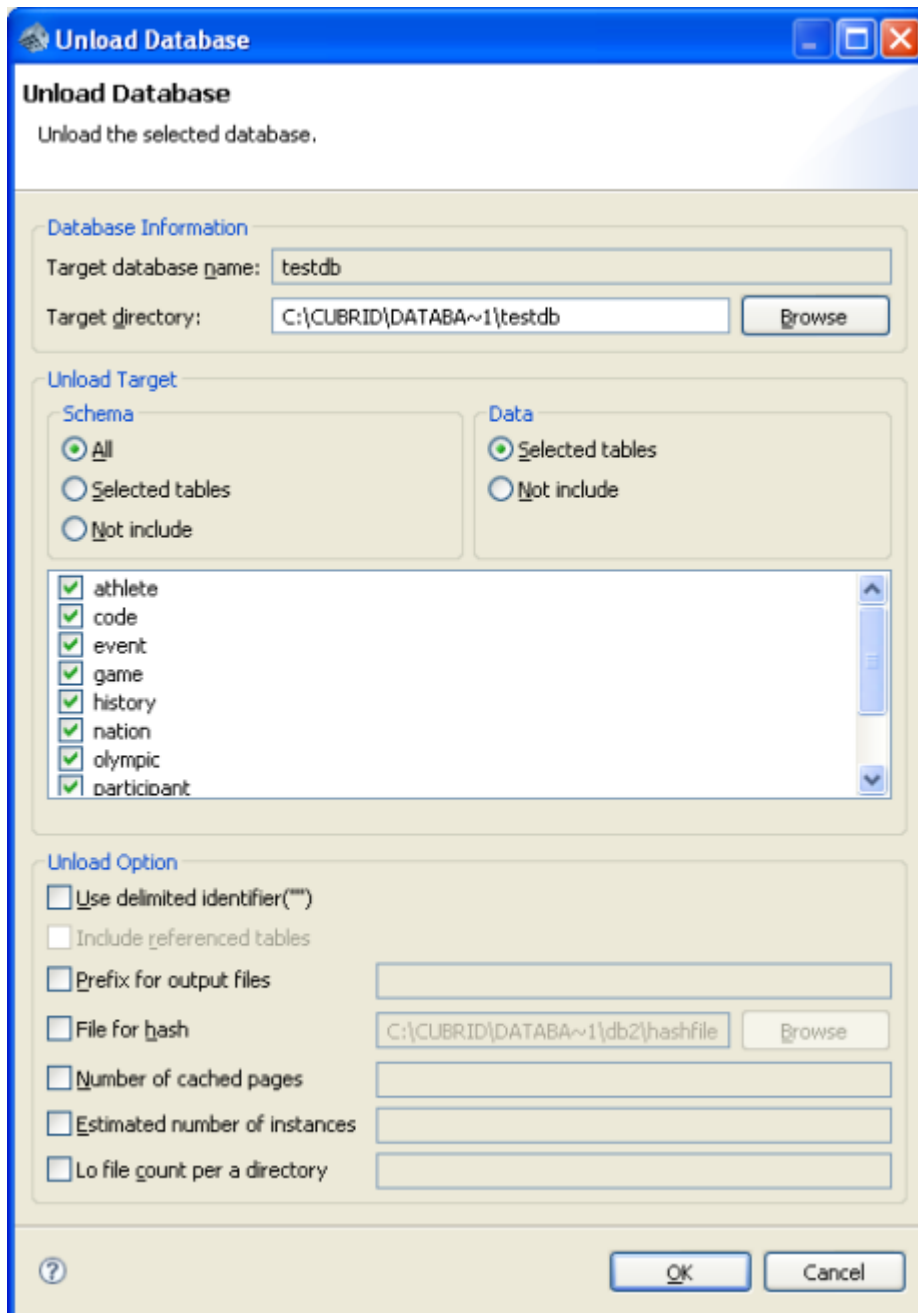 Unload Database
Unload Database
Unload the selected database.
Database Information
Target database name: testdb
Target directory: C:\CUBRID\DATABA~1\testdb Browse
Unload Target
Schema Data
All Selected tables
Selected tables Not include
Not include
athlete
code
event
game
history
nation
olympic
participant
Unload Option
Use delimited identifier("")
Include referenced tables
Prefix for output files
File for hash C:\CUBRID\DATABA~1\db2\hashfile Browse
Number of cached pages
Estimated number of instances
Lo file count per a directory
OK Cancel